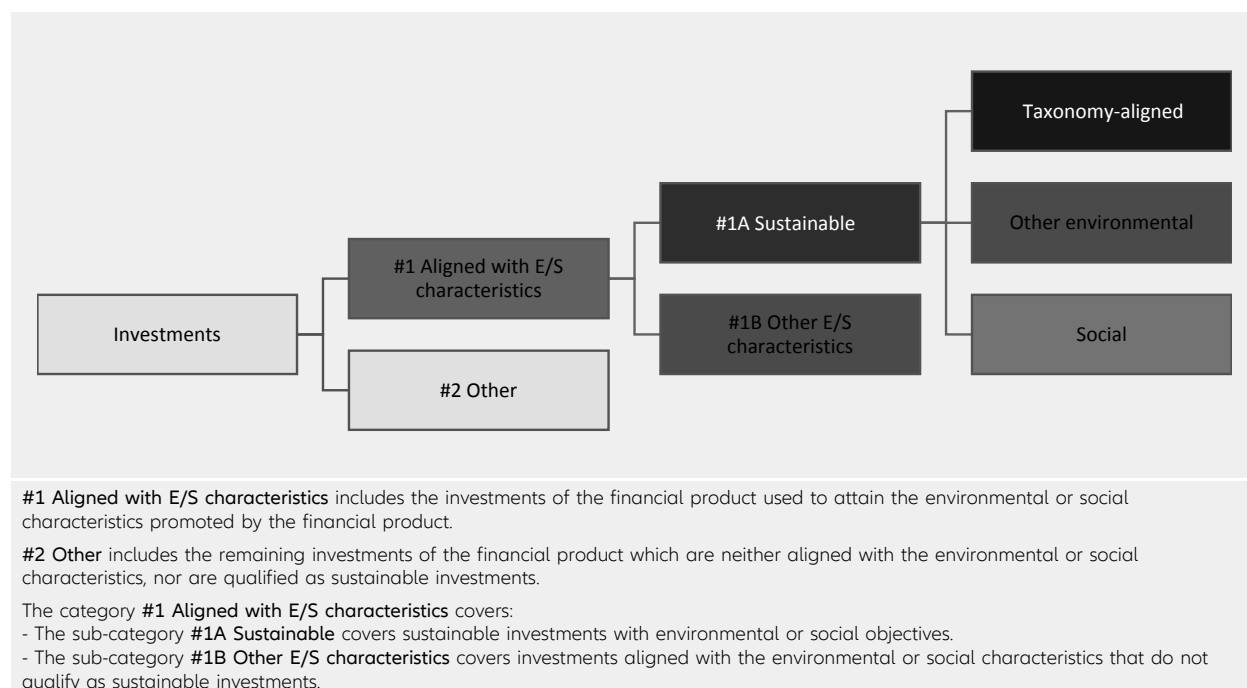 Taxonomy-aligned
#1A Sustainable
Other environmental
#1 Aligned with E/S
characteristics
Investments
#1B Other E/S
characteristics
Social
#2 Other
#1 Aligned with E/S characteristics includes the investments of the financial product used to attain the environmental or social
characteristics promoted by the financial product.
#2 Other includes the remaining investments of the financial product which are neither aligned with the environmental or social
characteristics, nor are qualified as sustainable investments.
The category #1 Aligned with E/S characteristics covers:
- The sub-category #1A Sustainable covers sustainable investments with environmental or social objectives.
- The sub-category #1B Other E/S characteristics covers investments aligned with the environmental or social characteristics that do not
qualify as sustainable investments.